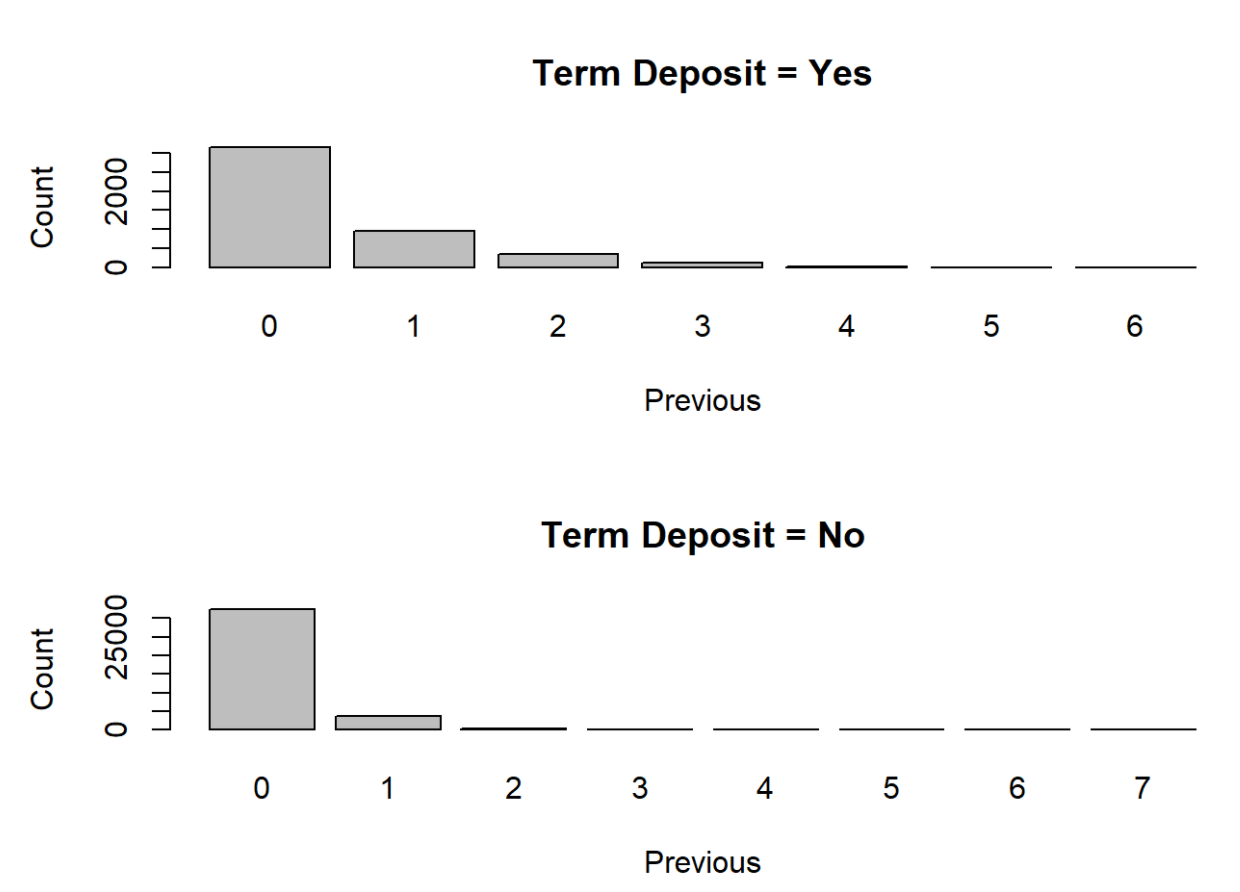 Term Deposit = Yes
Count
2000
0
0 1 2 3 4 5 6
Previous
Term Deposit = No
Count
25000
0
0 1 2 3 4 5 6 7
Previous